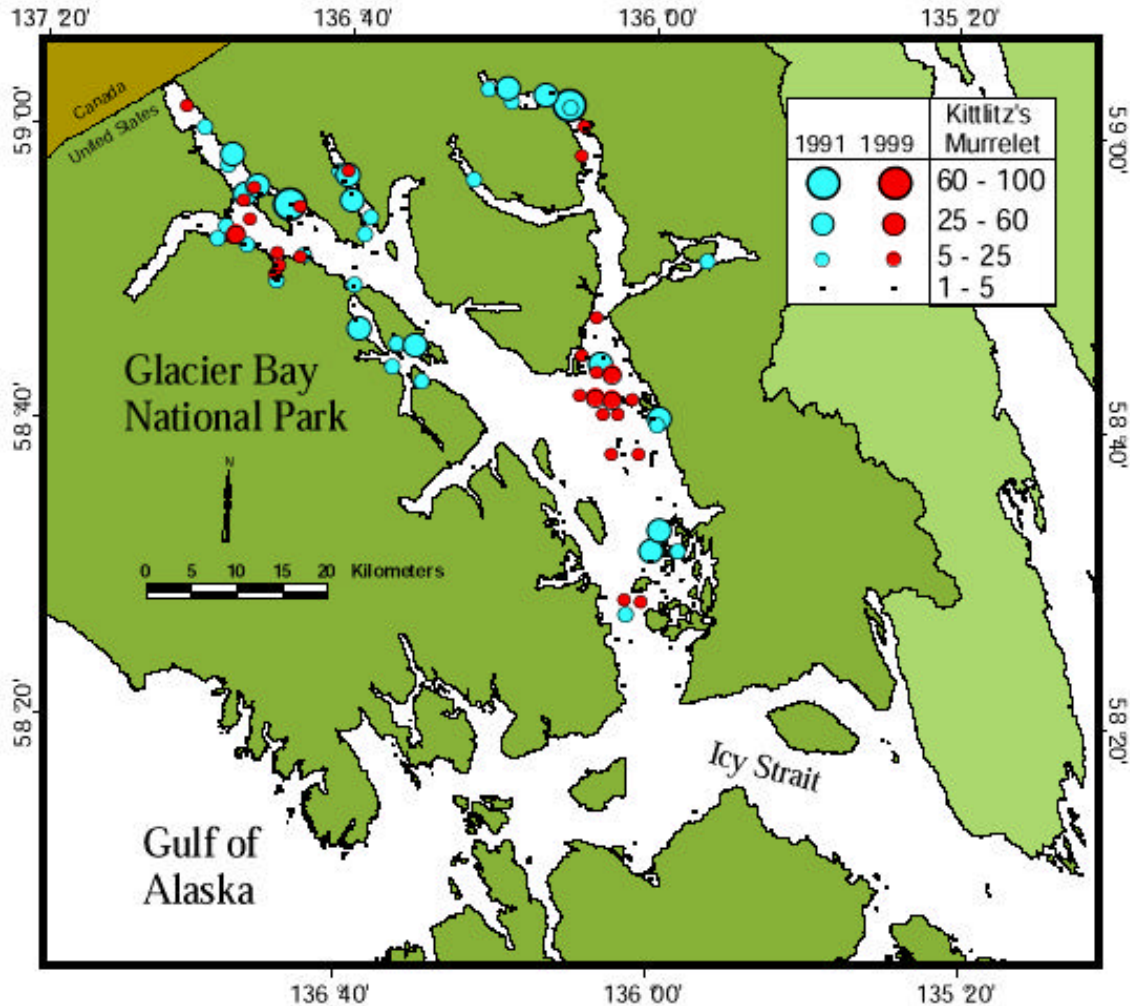 137 °20'
136 °40'
136 °00'
135 °20'
Canada
United States
59 °00'
59 °00'
1991
1999
Kittlitz's
Murrelet
60 - 100
25 - 60
5 - 25
1 - 5
Glacier Bay
National Park
58 °40'
58 °40'
N
0 5 10 15 20 Kilometers
58 °20'
58 °20'
Icy Strait
Gulf of
Alaska
136 °40'
136 °00'
135 °20'